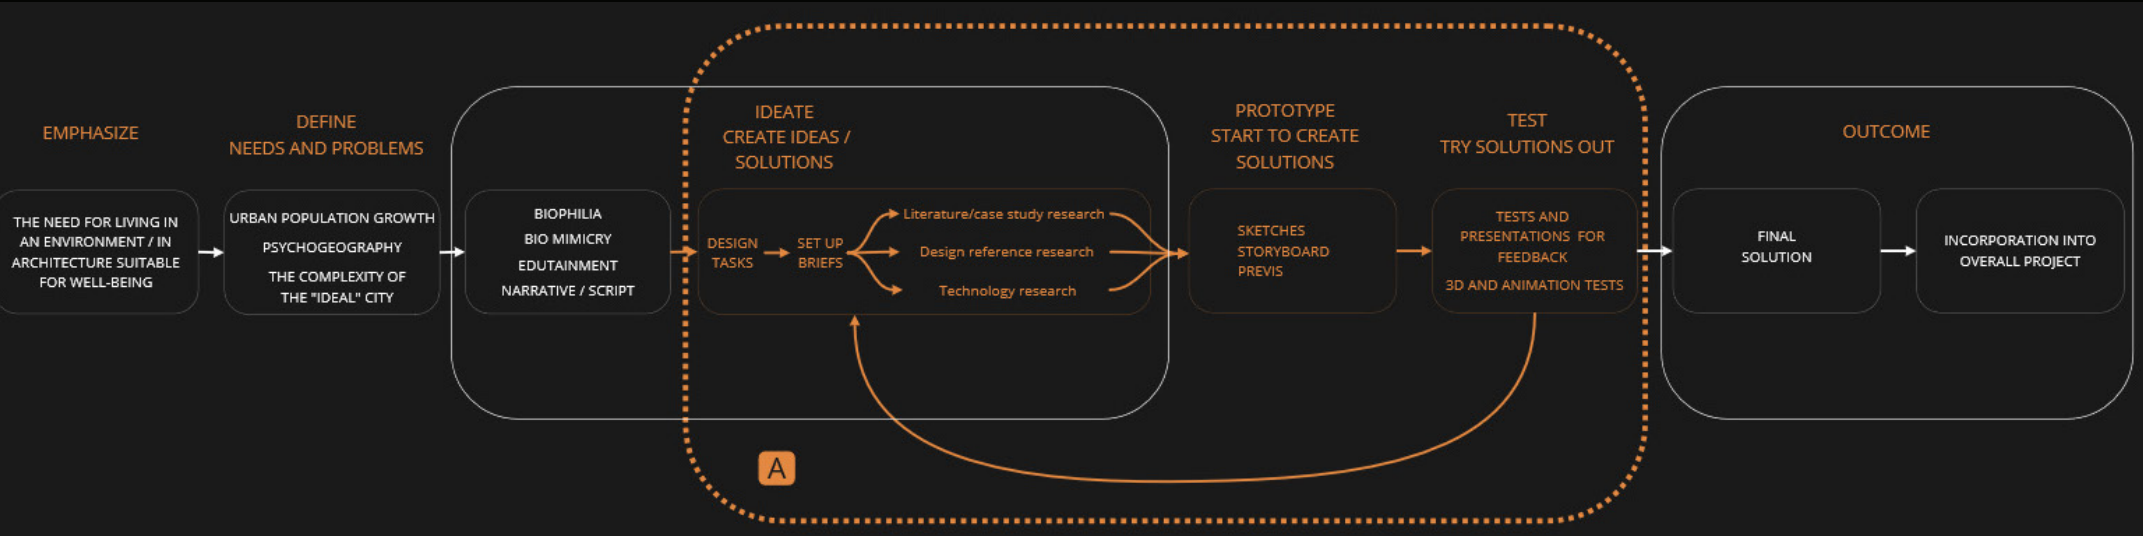 EMPHASIZE
THE NEED FOR LIVING IN
AN ENVIRONMENT / IN
ARCHITECTURE SUITABLE
FOR WELL-BEING
DEFINE
NEEDS AND PROBLEMS
URBAN POPULATION GROWTH
PSYCHOGEOGRAPHY
THE COMPLEXITY OF
THE "IDEAL" CITY
BIOPHILIA
BIO MIMICRY
EDUTAINMENT
NARRATIVE / SCRIPT
IDEATE
CREATE IDEAS /
SOLUTIONS
DESIGN
TASKS
SET UP
BRIEFS
Literature/case study research
Design reference research
Technology research
PROTOTYPE
START TO CREATE
SOLUTIONS
SKETCHES
STORYBOARD
PREVIS
TEST
TRY SOLUTIONS OUT
TESTS AND
PRESENTATIONS FOR
FEEDBACK
3D AND ANIMATION TESTS
A
OUTCOME
FINAL
SOLUTION
INCORPORATION INTO
OVERALL PROJECT